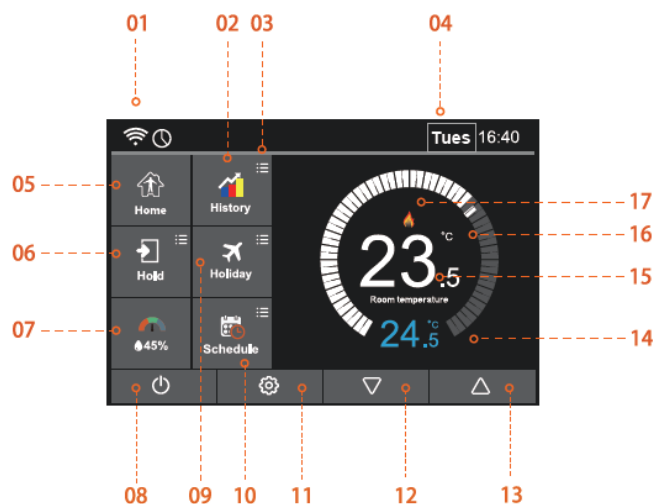 01
02
03
04
Tues 16:40
05
Home
History
17
°C
16
06
Hold
Holiday
23.5
15
Room temperature
07
45%
Schedule
24.5
°C
14
08
09
10
11
12
13